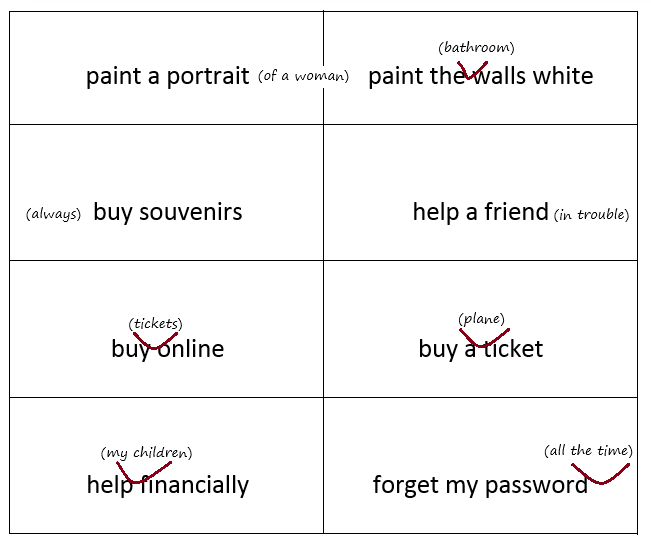 paint a portrait (of a woman)
(bathroom)
paint the walls white
(always) buy souvenirs
help a friend (in trouble)
(tickets)
buy online
(plane)
buy a ticket
(my children)
help financially
(all the time)
forget my password